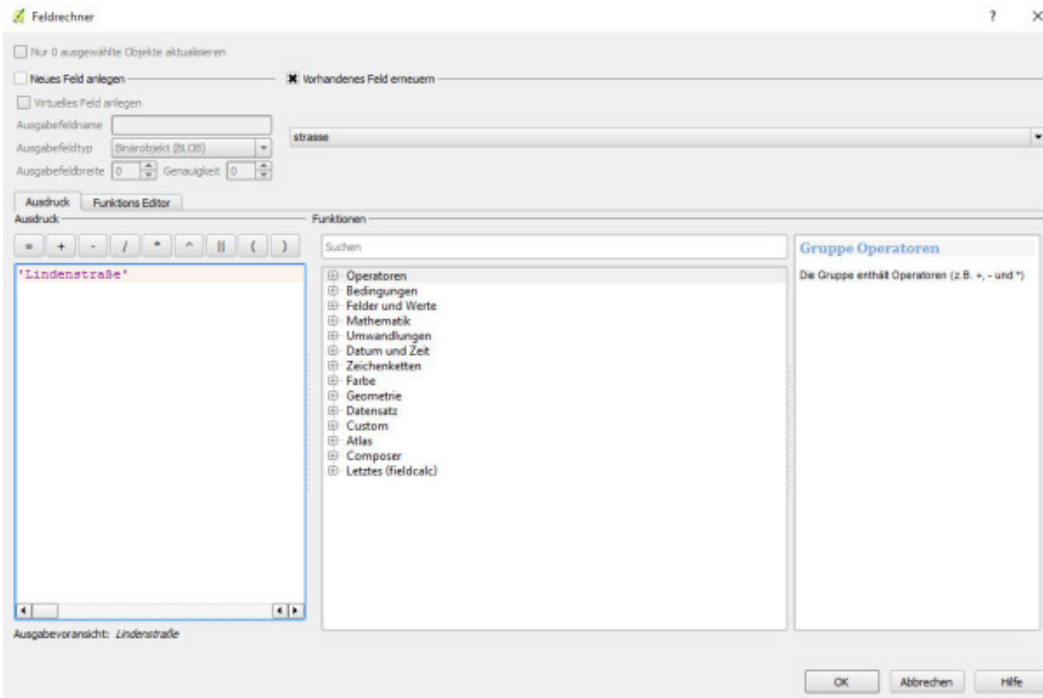 Feldrechner
Nur 0 ausgewählte Objekte aktualisieren
Neues Feld anlegen
Vorhandenes Feld erneuern
Virtuelles Feld anlegen
Ausgabefeldname
strasse
Ausgabefeldtyp Binärobjekt (BLOB)
Ausgabefeldbreite 0 Genauigkeit 0
Ausdruck Funktions Editor
Ausdruck
= + - / * ^ || ( )
'Lindenstraße'
Ausgabevoransicht: Lindenstraße
Funktionen
Suchen
Operatoren
Bedingungen
Felder und Werte
Mathematik
Umwandlungen
Datum und Zeit
Zeichenketten
Farbe
Geometrie
Datensatz
Custom
Atlas
Composer
Letztes (fieldcalc)
Gruppe Operatoren
Die Gruppe enthält Operatoren (z.B. +, - und *)
OK Abbrechen Hilfe